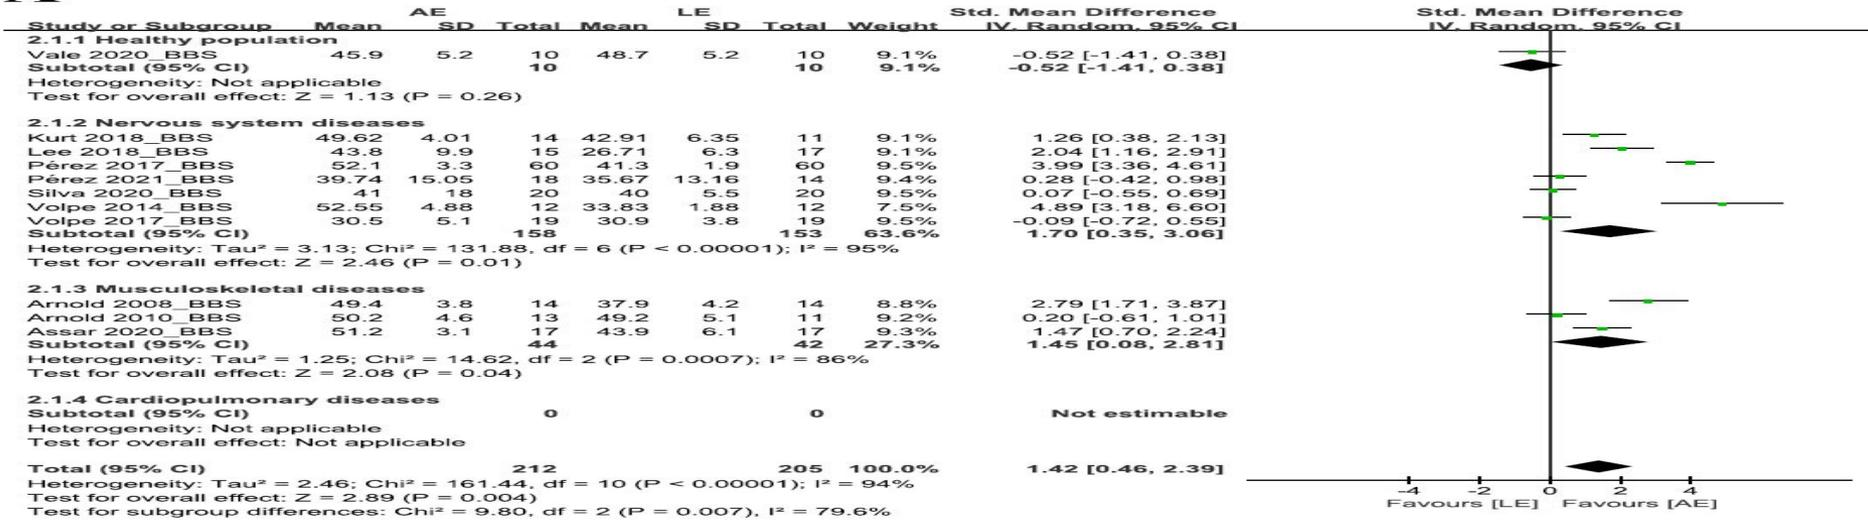 AE LE Std. Mean Difference Std. Mean Difference
Study or Subgroup Mean SD Total Mean SD Total Weight IV, Random, 95% CI IV, Random, 95% CI
2.1.1 Healthy population
Vale 2020_BBS 45.9 5.2 10 48.7 5.2 10 9.1% -0.52 [-1.41, 0.38]
Subtotal (95% CI) 10 10 9.1% -0.52 [-1.41, 0.38]
Heterogeneity: Not applicable
Test for overall effect: Z = 1.13 (P = 0.26)
2.1.2 Nervous system diseases
Kurt 2018_BBS 49.62 4.01 14 42.91 6.35 11 9.1% 1.26 [0.38, 2.13]
Lee 2018_BBS 43.8 9.9 15 26.71 6.3 17 9.1% 2.04 [1.16, 2.91]
Pérez 2017_BBS 52.1 3.3 60 41.3 1.9 60 9.5% 3.99 [3.36, 4.61]
Pérez 2021_BBS 39.74 15.05 18 35.67 13.16 14 9.4% 0.28 [-0.42, 0.98]
Silva 2020_BBS 41 18 20 40 5.5 20 9.5% 0.07 [-0.55, 0.69]
Volpe 2014_BBS 52.55 4.88 12 33.83 1.88 12 7.5% 4.89 [3.18, 6.60]
Volpe 2017_BBS 30.5 5.1 19 30.9 3.8 19 9.5% -0.09 [-0.72, 0.55]
Subtotal (95% CI) 158 153 63.6% 1.70 [0.35, 3.06]
Heterogeneity: Tau² = 3.13; Chi² = 131.88, df = 6 (P < 0.00001); I² = 95%
Test for overall effect: Z = 2.46 (P = 0.01)
2.1.3 Musculoskeletal diseases
Arnold 2008_BBS 49.4 3.8 14 37.9 4.2 14 8.8% 2.79 [1.71, 3.87]
Arnold 2010_BBS 50.2 4.6 13 49.2 5.1 11 9.2% 0.20 [-0.61, 1.01]
Assar 2020_BBS 51.2 3.1 17 43.9 6.1 17 9.3% 1.47 [0.70, 2.24]
Subtotal (95% CI) 44 42 27.3% 1.45 [0.08, 2.81]
Heterogeneity: Tau² = 1.25; Chi² = 14.62, df = 2 (P = 0.0007); I² = 86%
Test for overall effect: Z = 2.08 (P = 0.04)
2.1.4 Cardiopulmonary diseases
Subtotal (95% CI) 0 0 Not estimable
Heterogeneity: Not applicable
Test for overall effect: Not applicable
Total (95% CI) 212 205 100.0% 1.42 [0.46, 2.39]
Heterogeneity: Tau² = 2.46; Chi² = 161.44, df = 10 (P < 0.00001); I² = 94%
Test for overall effect: Z = 2.89 (P = 0.004)
Test for subgroup differences: Chi² = 9.80, df = 2 (P = 0.007), I² = 79.6%
-4 -2 0 2 4
Favours [LE] Favours [AE]